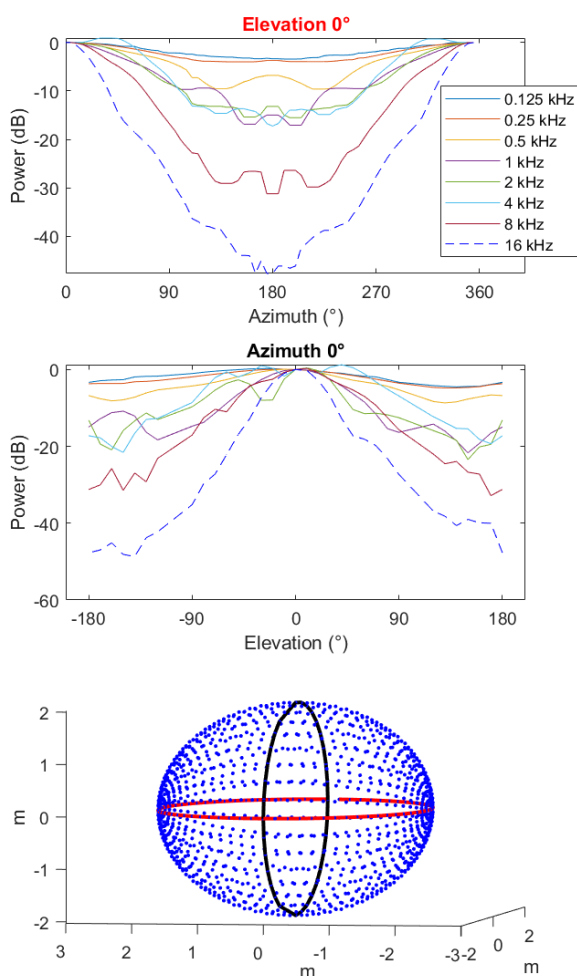 Elevation 0°
0
-10
-20
-30
-40
Power (dB)
0.125 kHz
0.25 kHz
0.5 kHz
1 kHz
2 kHz
4 kHz
8 kHz
16 kHz
0 90 180 270 360
Azimuth (°)
Azimuth 0°
0
-20
-40
-60
Power (dB)
-180 -90 0 90 180
Elevation (°)
2
1
0
-1
-2
m
3 2 1 0 -1 -2 -3
-2 0 2
m
m